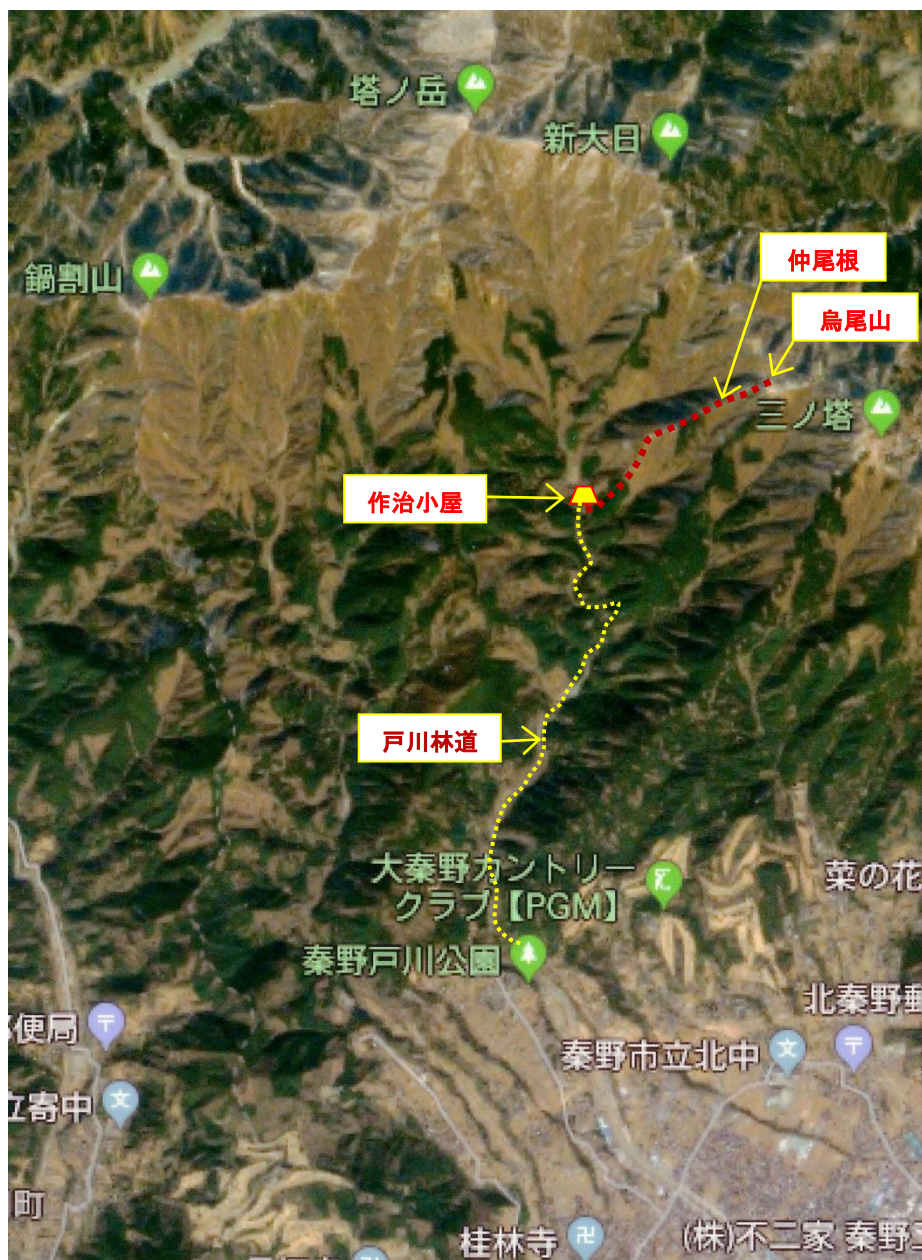 塔ノ岳
新大日
仲尾根
鍋割山
烏尾山
三ノ塔
作治小屋
戸川林道
大秦野カントリー
クラブ【PGM】
菜の花
秦野戸川公園
北秦野郵
便局
秦野市立北中
立寄中
町
桂林寺
(株)不二家 秦野